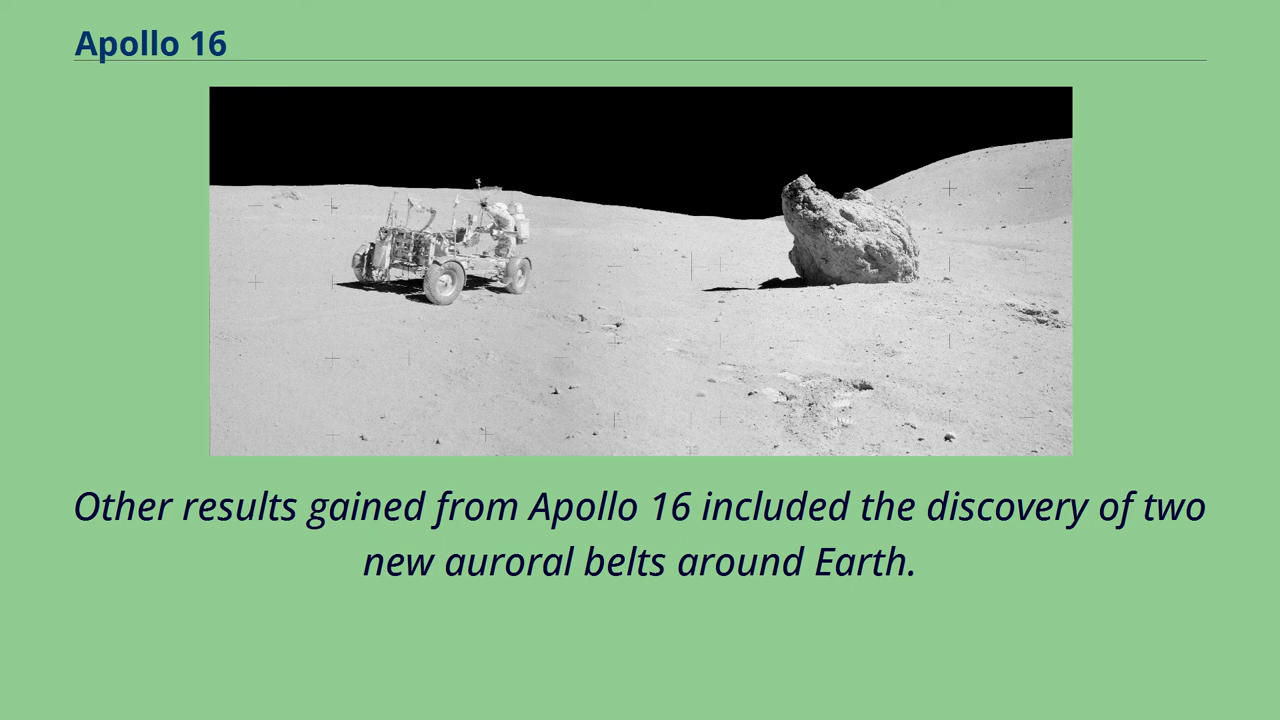 Apollo 16
Other results gained from Apollo 16 included the discovery of two
new auroral belts around Earth.